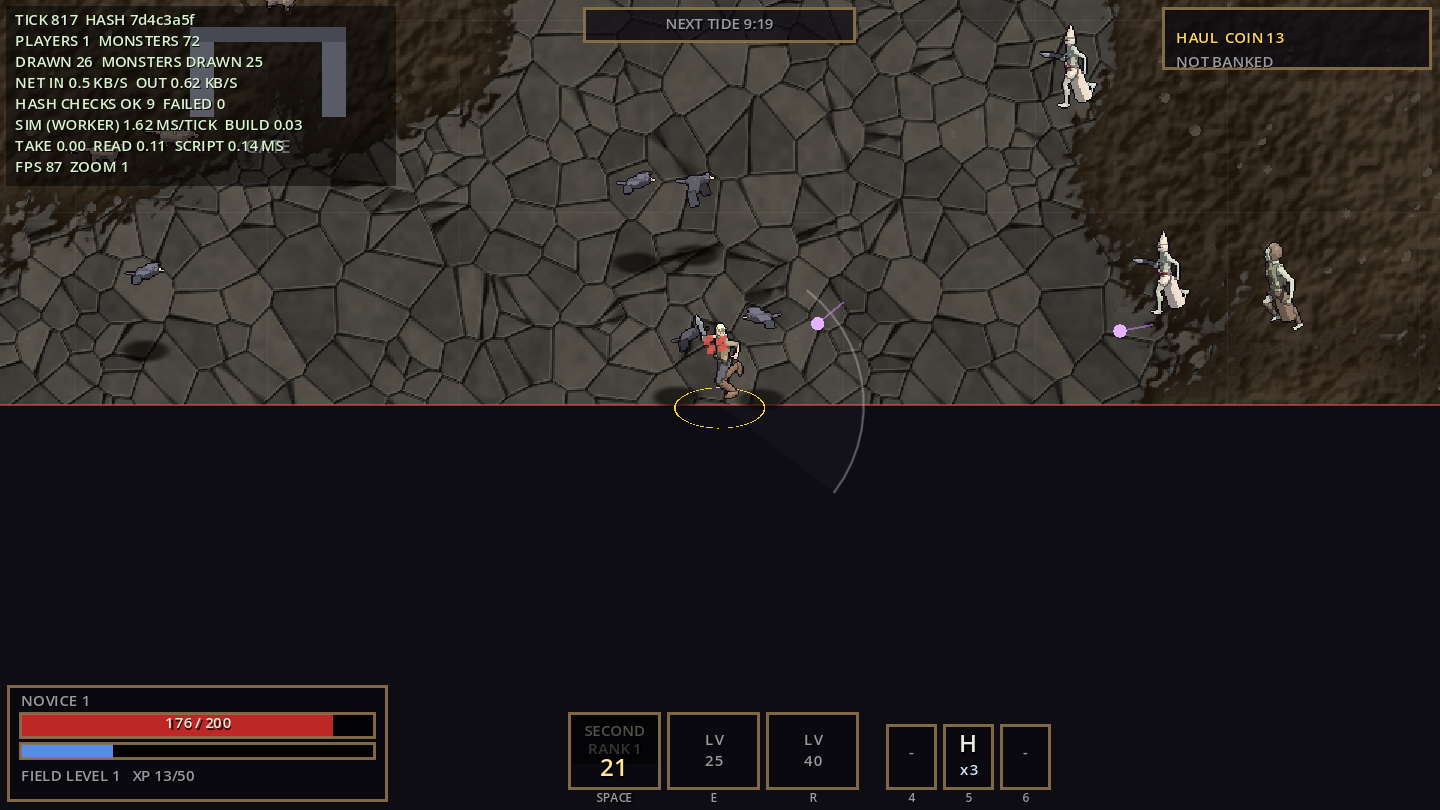 TICK 817 HASH 7d4c3a5f
PLAYERS 1 MONSTERS 72
DRAWN 26 MONSTERS DRAWN 25
NET IN 0.5 KB/S OUT 0.62 KB/S
HASH CHECKS OK 9 FAILED 0
SIM (WORKER) 1.62 MS/TICK BUILD 0.03
TAKE 0.00 READ 0.11 SCRIPT 0.14 MS
FPS 87 ZOOM 1
NEXT TIDE 9:19
HAUL COIN 13
NOT BANKED
NOVICE 1
176 / 200
FIELD LEVEL 1 XP 13/50
SECOND
RANK 1
21
SPACE
LV
25
E
LV
40
R
-
4
H
x3
5
-
6